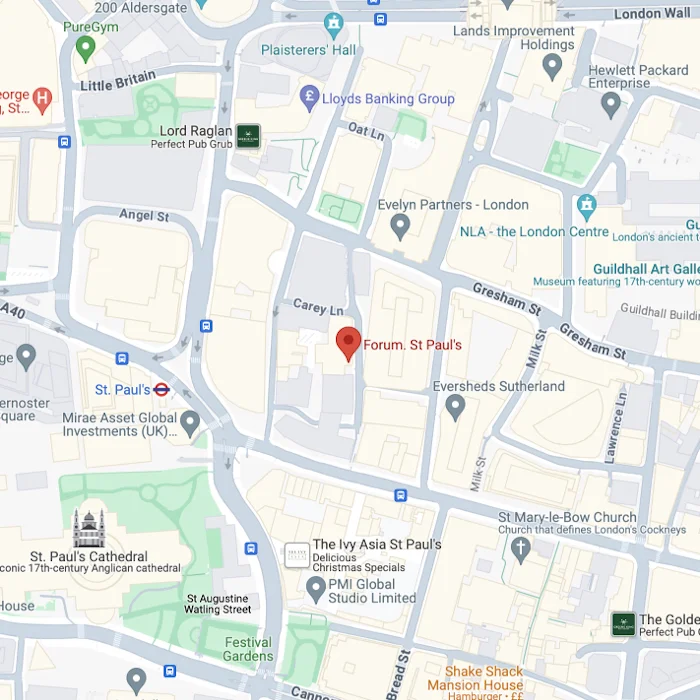 200 Aldersgate
London Wall
PureGym
Plaisterers' Hall
Lands Improvement
Holdings
Little Britain
Hewlett Packard
Enterprise
eorge
, St...
H
£
Lloyds Banking Group
Lord Raglan
Perfect Pub Grub
Oat Ln
Angel St
Evelyn Partners - London
NLA - the London Centre
Gu
London's ancient t
Guildhall Art Galle
Museum featuring 17th-century wo
Gresham St
Guildhall Buildin
A40
Carey Ln
Forum. St Paul's
Milk St
Gresham St
ge
St. Paul's
Eversheds Sutherland
ernoster
quare
Mirae Asset Global
Investments (UK)...
Lawrence Ln
Milk St
St Mary-le-Bow Church
Church that defines London's Cockneys
St. Paul's Cathedral
conic 17th-century Anglican cathedral
The Ivy Asia St Paul's
Delicious
Christmas Specials
PMI Global
Studio Limited
House
St Augustine
Watling Street
The Golde
Perfect Pub G
Festival
Gardens
Bread St
Shake Shack
Mansion House
Hamburger • ££
Canno